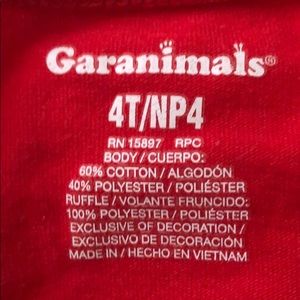 Garanimals®
4T/NP4
RN 15897 RPC
BODY / CUERPO:
60% COTTON / ALGODÓN
40% POLYESTER / POLIÉSTER
RUFFLE / VOLANTE FRUNCIDO:
100% POLYESTER / POLIÉSTER
EXCLUSIVE OF DECORATION /
EXCLUSIVO DE DECORACIÓN
MADE IN / HECHO EN VIETNAM